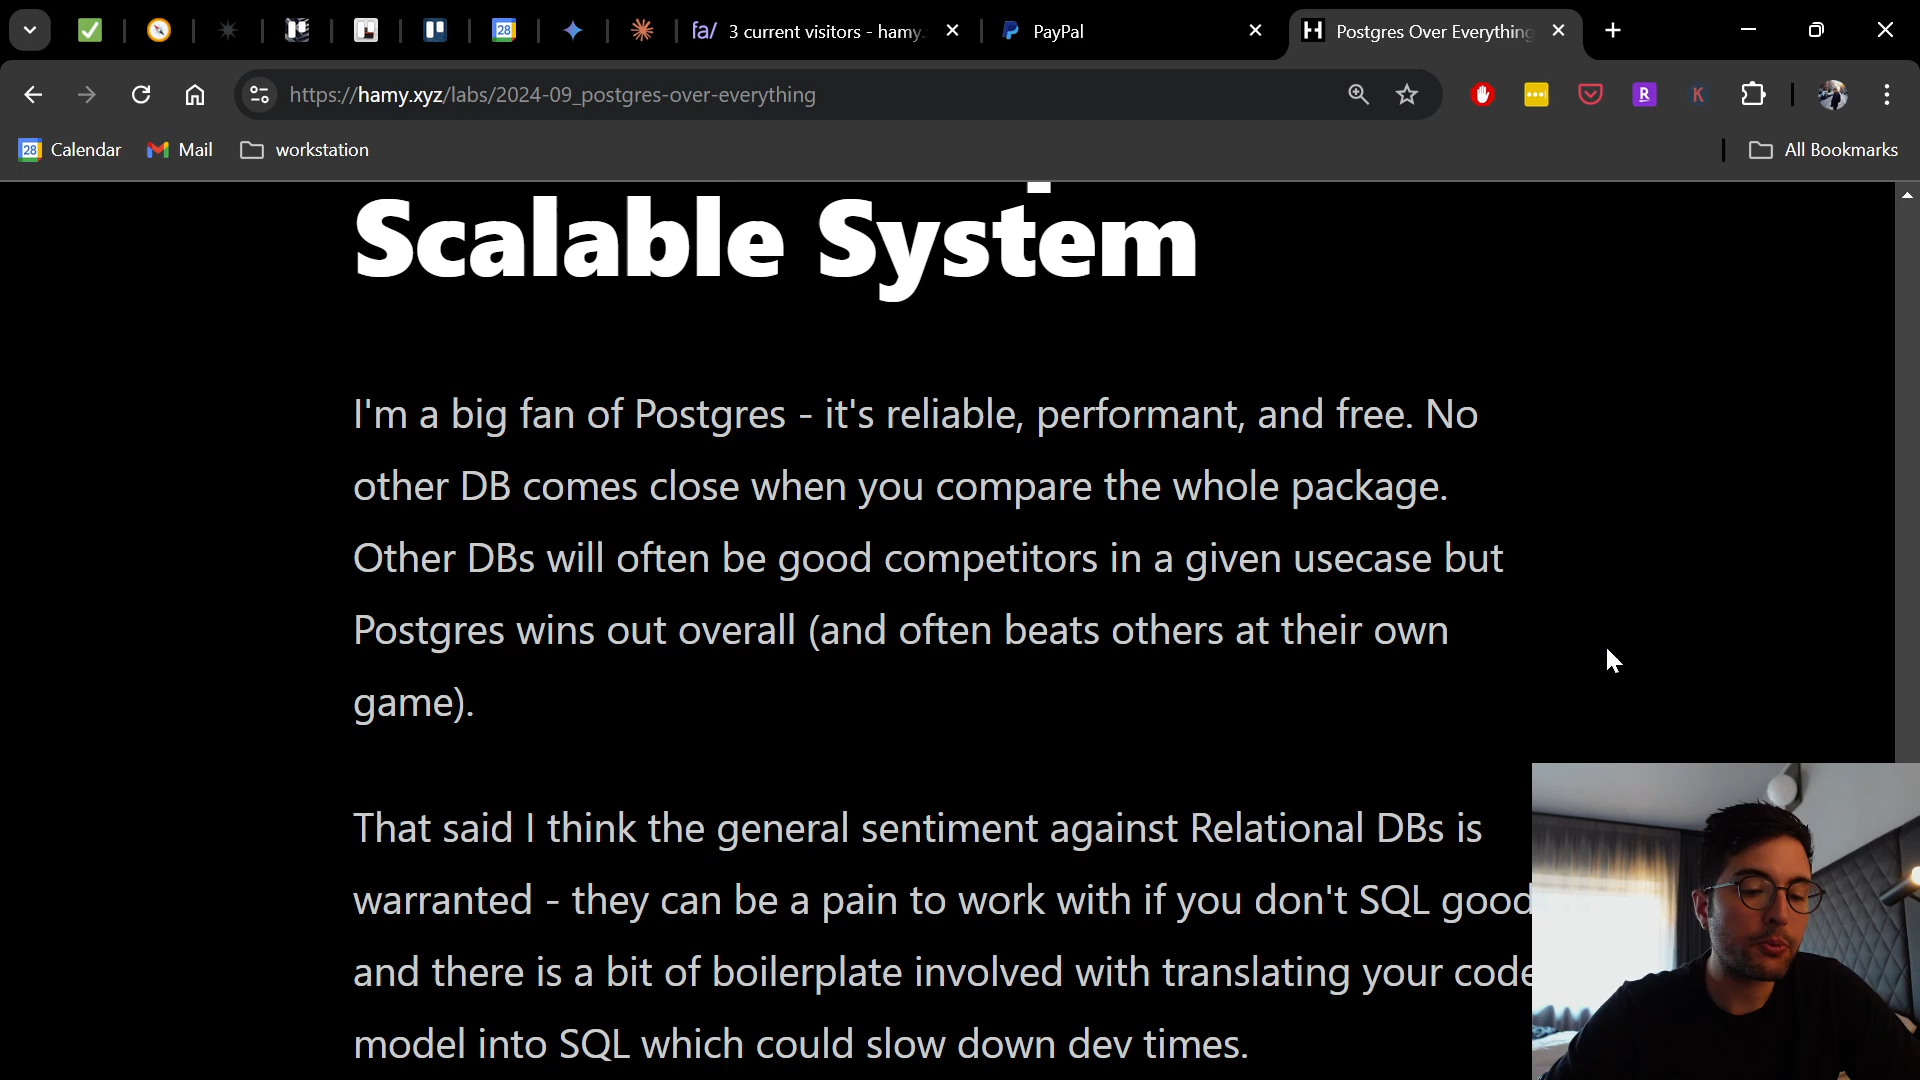 28
fa/ 3 current visitors - hamy.
PayPal
Postgres Over Everything
https://hamy.xyz/labs/2024-09_postgres-over-everything
R
K
28 Calendar
Mail
workstation
All Bookmarks
Scalable System
I'm a big fan of Postgres - it's reliable, performant, and free. No
other DB comes close when you compare the whole package.
Other DBs will often be good competitors in a given usecase but
Postgres wins out overall (and often beats others at their own
game).
That said I think the general sentiment against Relational DBs is
warranted - they can be a pain to work with if you don't SQL good
and there is a bit of boilerplate involved with translating your code
model into SQL which could slow down dev times.